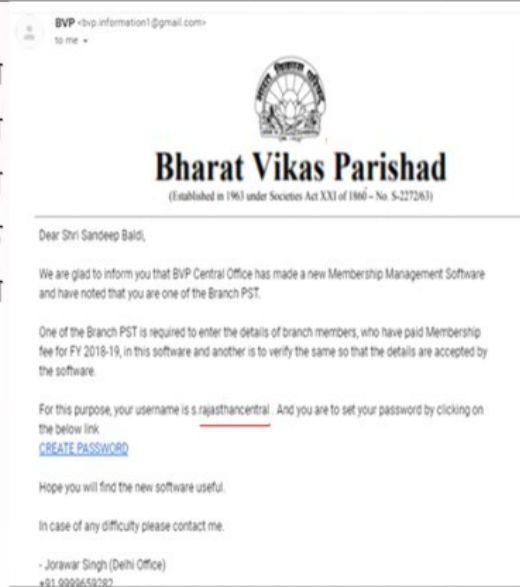 BVP <bvp.information1@gmail.com>
to me
Bharat Vikas Parishad
(Established in 1963 under Societies Act XXI of 1860 – No. S-2272/63)
Dear Shri Sandeep Baldi,
We are glad to inform you that BVP Central Office has made a new Membership Management Software
and have noted that you are one of the Branch PST.
One of the Branch PST is required to enter the details of branch members, who have paid Membership
fee for FY 2018-19, in this software and another is to verify the same so that the details are accepted by
the software.
For this purpose, your username is s.rajasthancentral . And you are to set your password by clicking on
the below link
CREATE PASSWORD
Hope you will find the new software useful.
In case of any difficulty please contact me.
- Jorawar Singh (Delhi Office)
+91 9999659282